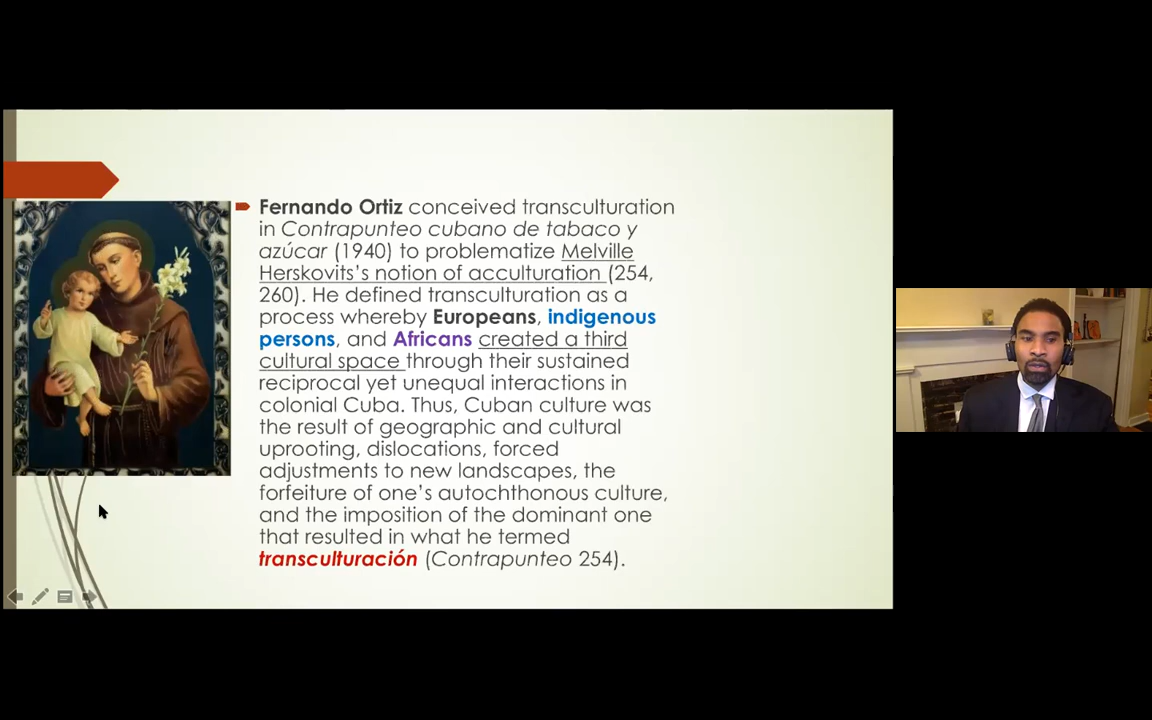 Fernando Ortiz conceived transculturation
in Contrapunteo cubano de tabaco y
azúcar (1940) to problematize Melville
Herskovits’s notion of acculturation (254,
260). He defined transculturation as a
process whereby Europeans, indigenous
persons, and Africans created a third
cultural space through their sustained
reciprocal yet unequal interactions in
colonial Cuba. Thus, Cuban culture was
the result of geographic and cultural
uprooting, dislocations, forced
adjustments to new landscapes, the
forfeiture of one’s autochthonous culture,
and the imposition of the dominant one
that resulted in what he termed
transculturación (Contrapunteo 254).